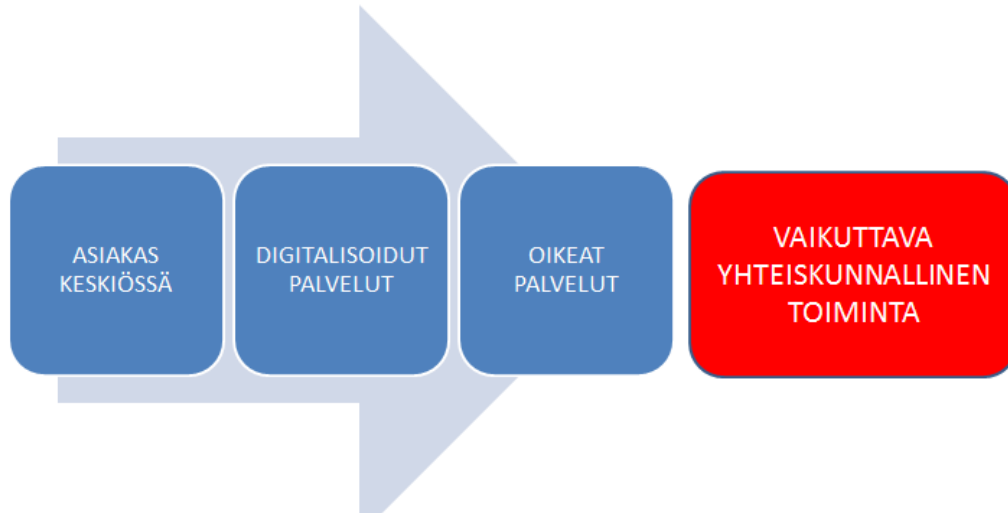 ASIAKAS
KESKIÖSSÄ
DIGITALISOIDUT
PALVELUT
OIKEAT
PALVELUT
VAIKUTTAVA
YHTEISKUNNALLINEN
TOIMINTA